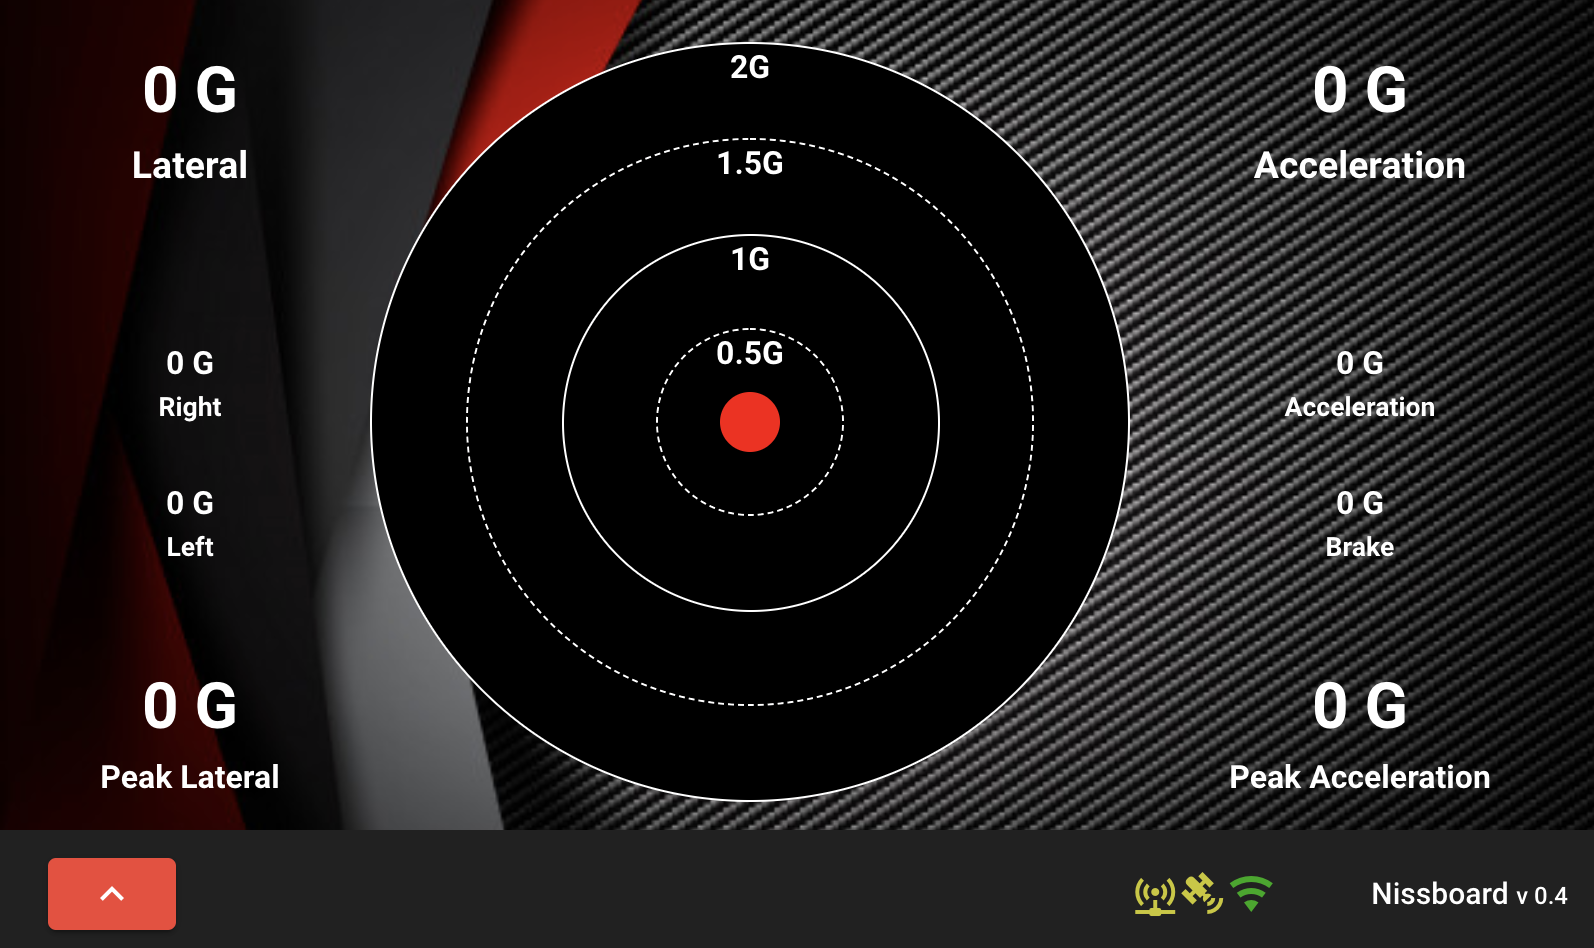 0 G
Lateral
0 G
Right
0 G
Left
0 G
Peak Lateral
2G
1.5G
1G
0.5G
0 G
Acceleration
0 G
Acceleration
0 G
Brake
0 G
Peak Acceleration
Nissboard v 0.4